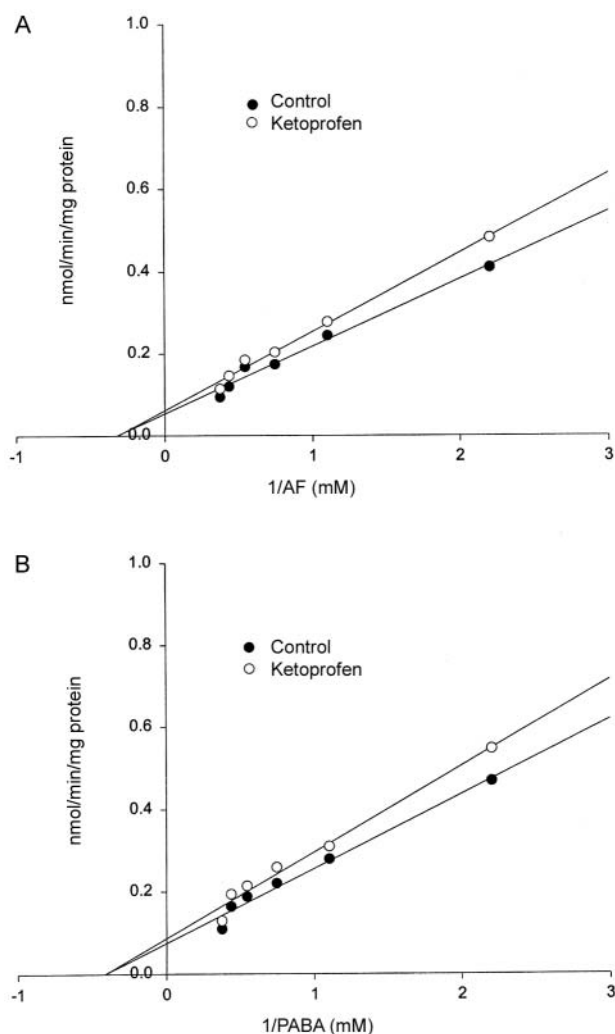 A
1.0
Control
Ketoprofen
0.8
nmol/min/mg protein
0.6
0.4
0.2
0.0
-1 0 1 2 3
1/AF (mM)
B
1.0
Control
Ketoprofen
0.8
nmol/min/mg protein
0.6
0.4
0.2
0.0
-1 0 1 2 3
1/PABA (mM)